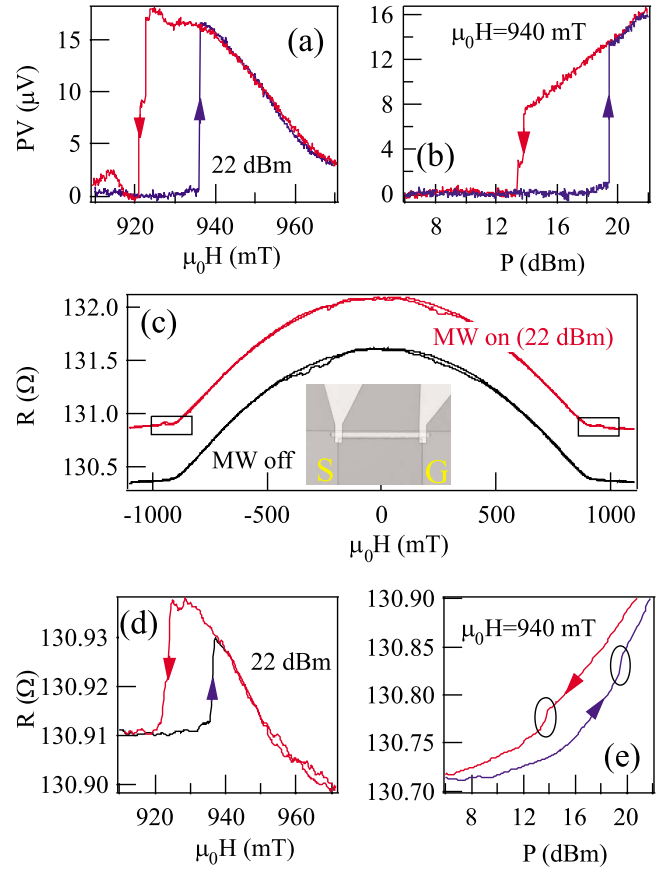 (a)
PV (μV)
15
10
5
0
22 dBm
920 940 960
μ0H (mT)
μ0H=940 mT
16
12
8
4
0
(b)
8 12 16 20
P (dBm)
(c)
R (Ω)
132.0
131.5
131.0
130.5
MW on (22 dBm)
MW off
S G
-1000 -500 0 500 1000
μ0H (mT)
(d)
R (Ω)
130.93
130.92
130.91
130.90
22 dBm
920 940 960
μ0H (mT)
130.90
130.85
130.80
130.75
130.70
μ0H=940 mT
(e)
8 12 16 20
P (dBm)